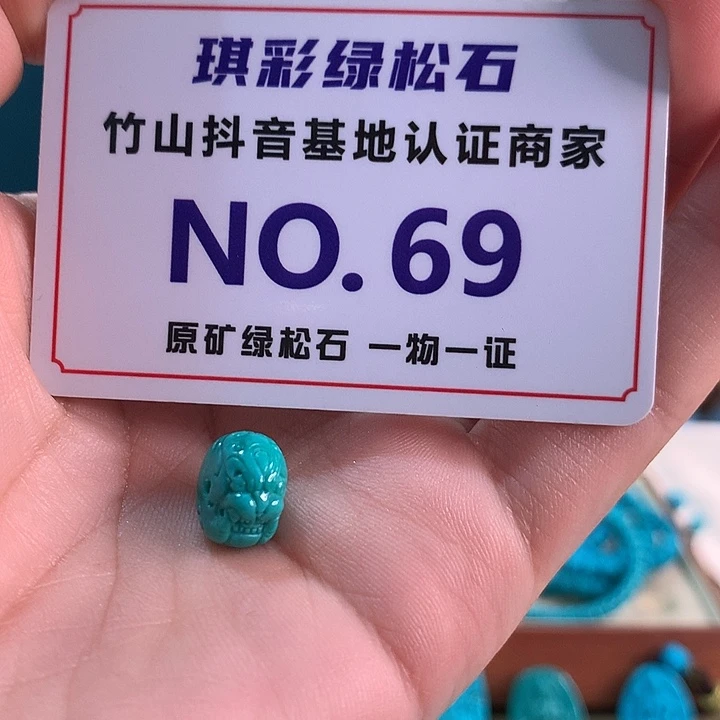 琪彩绿松石
竹山抖音基地认证商家
NO. 69
原矿绿松石 一物一证